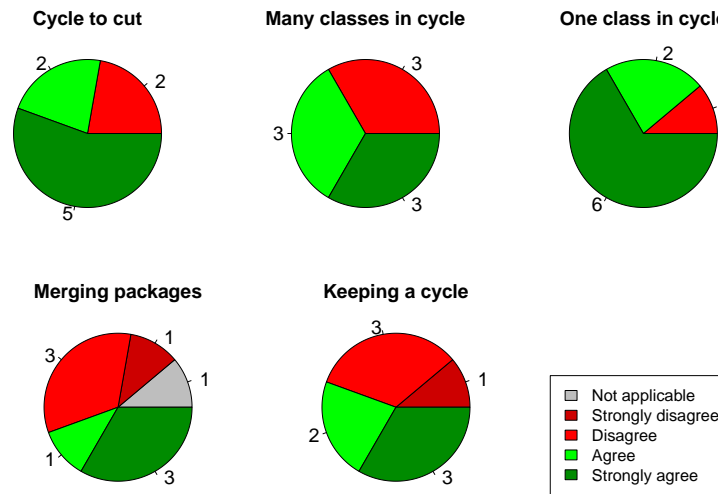 Cycle to cut
Many classes in cycle
One class in cycle
2
2
5
3
3
3
2
6
Merging packages
Keeping a cycle
1
1
3
1
3
1
3
2
3
Not applicable
Strongly disagree
Disagree
Agree
Strongly agree